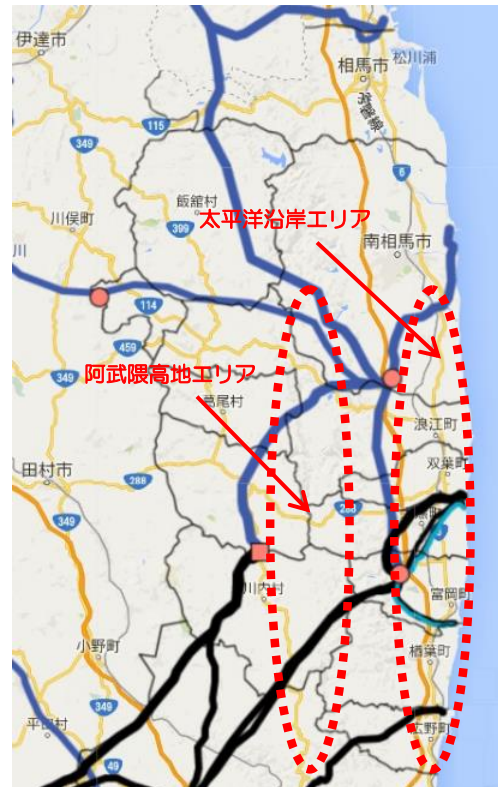 伊達市
松川浦
相馬市
常磐線
349
115
6
飯舘村
川俣町
399
太平洋沿岸エリア
南相馬市
川
114
459
349
阿武隈高地エリア
葛尾村
浪江町
双葉町
田村市
288
288
349
富岡町
川内村
小野町
楢葉町
349
広野町
49